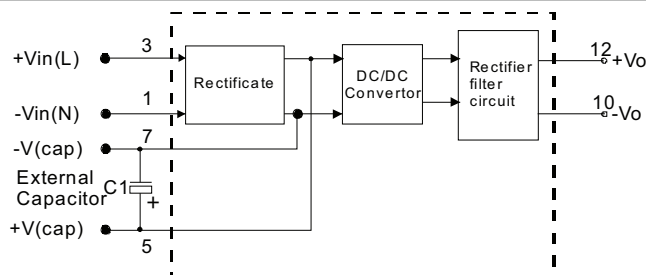 +Vin(L)
3
-Vin(N)
1
-V(cap)
7
External
Capacitor
C1
+
+V(cap)
5
Rectificate
DC/DC
Convertor
Rectifier
filter
circuit
12
+Vo
10
-Vo